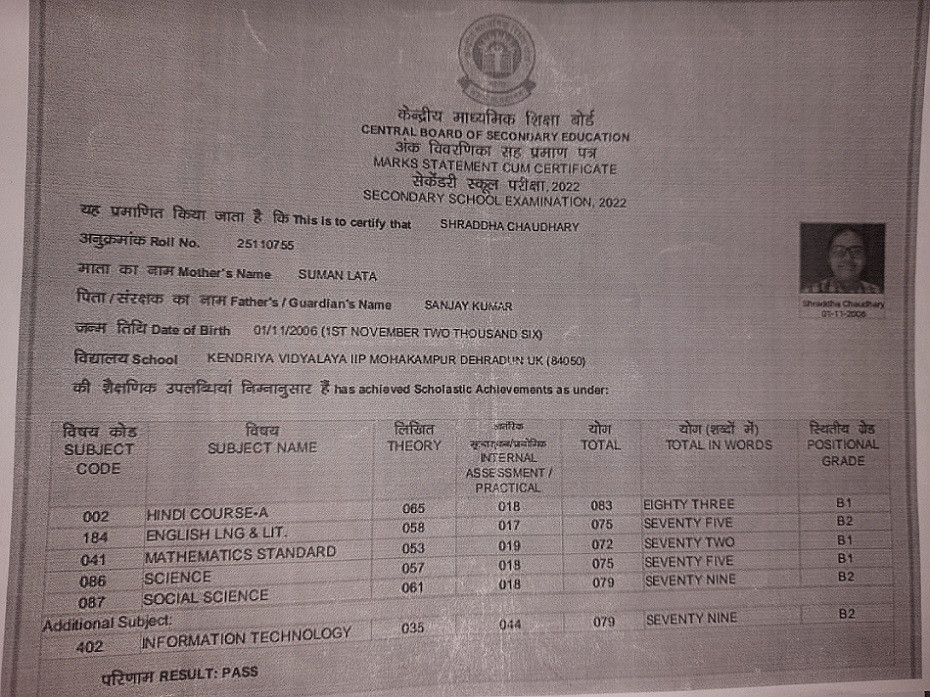 केन्द्रीय माध्यमिक शिक्षा बोर्ड
CENTRAL BOARD OF SECONDARY EDUCATION
अंक विवरणिका सह प्रमाण पत्र
MARKS STATEMENT CUM CERTIFICATE
सेकेंडरी स्कूल परीक्षा, 2022
SECONDARY SCHOOL EXAMINATION, 2022
यह प्रमाणित किया जाता है कि This is to certify that SHRADDHA CHAUDHARY
अनुक्रमांक Roll No. 25110755
माता का नाम Mother's Name SUMAN LATA
पिता / संरक्षक का नाम Father's / Guardian's Name SANJAY KUMAR
जन्म तिथि Date of Birth 01/11/2006 (1ST NOVEMBER TWO THOUSAND SIX)
विद्यालय School KENDRIYA VIDYALAYA IIP MOHAKAMPUR DEHRADUN UK (84050)
Shraddha Chaudhary
01-11-2006
की शैक्षणिक उपलब्धियां निम्नानुसार हैं has achieved Scholastic Achievements as under:
विषय कोड SUBJECT CODE विषय SUBJECT NAME लिखित THEORY आंतरिक INTERNAL ASSESSMENT / PRACTICAL योग TOTAL योग (शब्दों में) TOTAL IN WORDS स्थितीय ग्रेड POSITIONAL GRADE
002 HINDI COURSE-A 065 018 083 EIGHTY THREE B1
184 ENGLISH LNG & LIT. 058 017 075 SEVENTY FIVE B2
041 MATHEMATICS STANDARD 053 019 072 SEVENTY TWO B1
086 SCIENCE 057 018 075 SEVENTY FIVE B1
087 SOCIAL SCIENCE 061 018 079 SEVENTY NINE B2
Additional Subject:
402 INFORMATION TECHNOLOGY 035 044 079 SEVENTY NINE B2
परिणाम RESULT: PASS